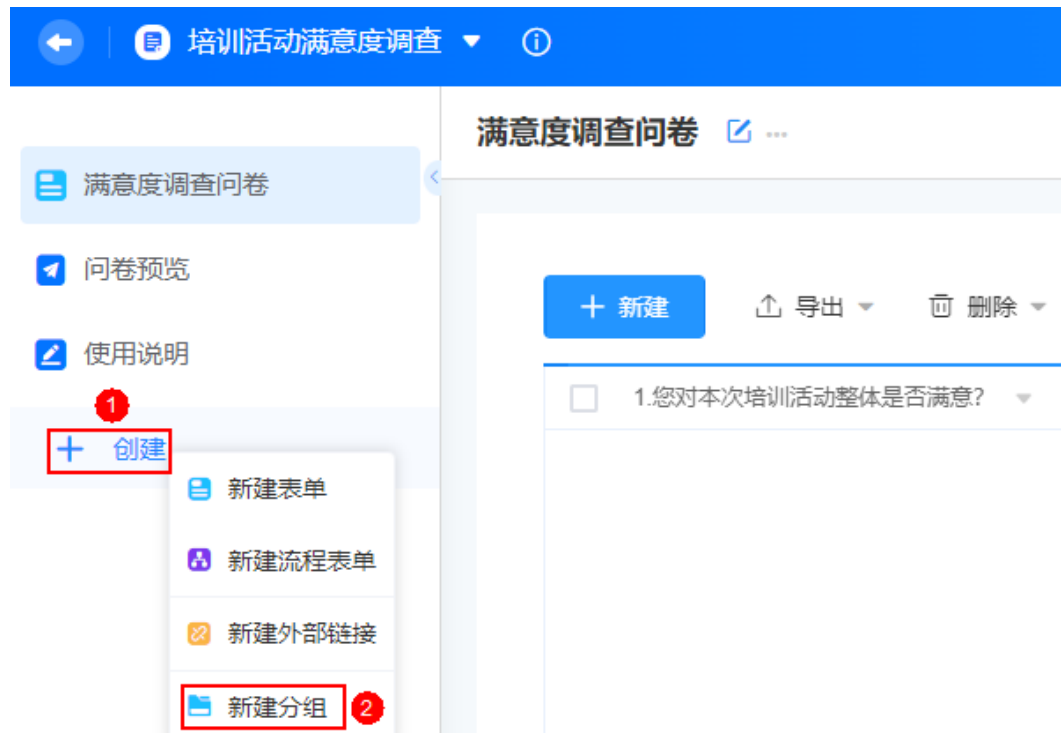 培训活动满意度调查
满意度调查问卷
满意度调查问卷
问卷预览
使用说明
1
创建
新建表单
新建流程表单
新建外部链接
新建分组 2
新建 导出 删除
1.您对本次培训活动整体是否满意?